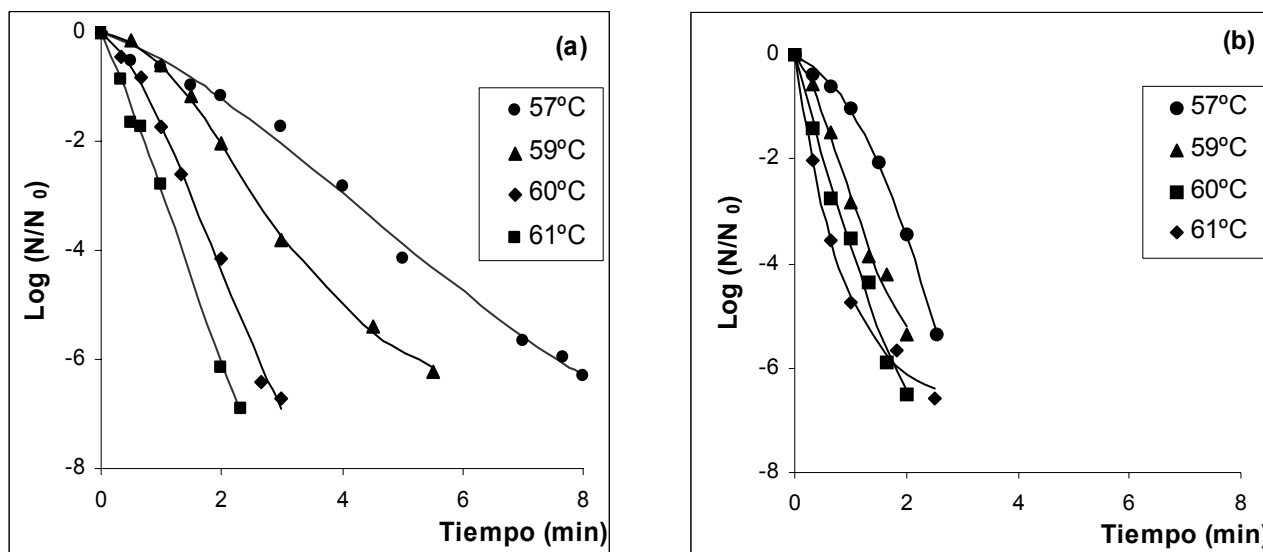 (a)
0
-2
-4
-6
-8
Log (N/N 0)
57ºC
59ºC
60ºC
61ºC
0 2 4 6 8
Tiempo (min)
(b)
0
-2
-4
-6
-8
Log (N/N 0)
57ºC
59ºC
60ºC
61ºC
0 2 4 6 8
Tiempo (min)